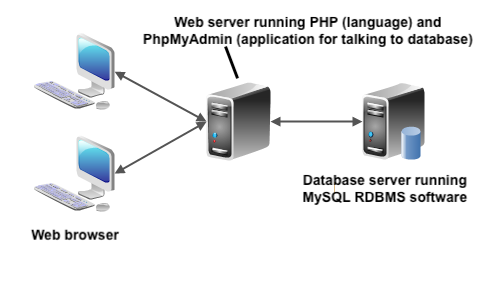 Web server running PHP (language) and
PhpMyAdmin (application for talking to database)
Database server running
MySQL RDBMS software
Web browser